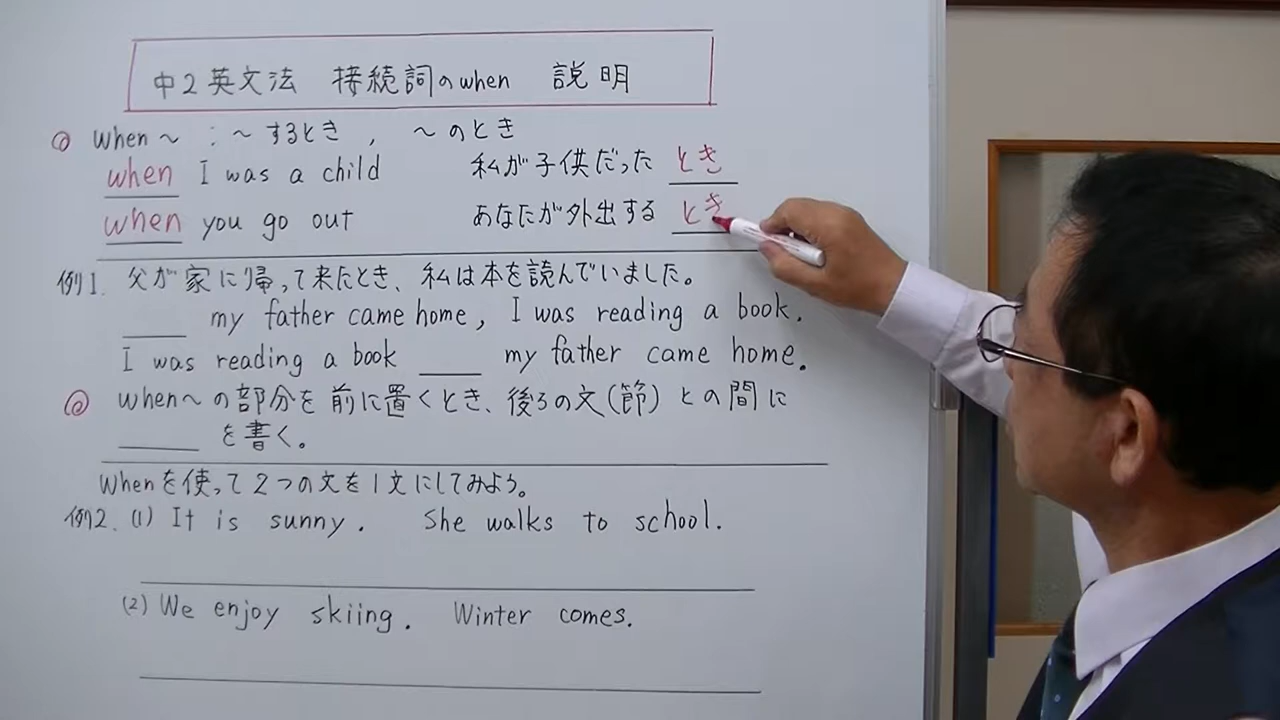 中2英文法 接続詞のwhen 説明
◎ when〜 : 〜するとき, 〜のとき
when I was a child 私が子供だった とき
when you go out あなたが外出する とき
例1. 父が家に帰って来たとき、私は本を読んでいました。
____ my father came home, I was reading a book.
I was reading a book ____ my father came home.
◎ when〜の部分を前に置くとき、後ろの文(節)との間に
____ を書く。
Whenを使って2つの文を1文にしてみよう。
例2. (1) It is sunny. She walks to school.
(2) We enjoy skiing. Winter comes.